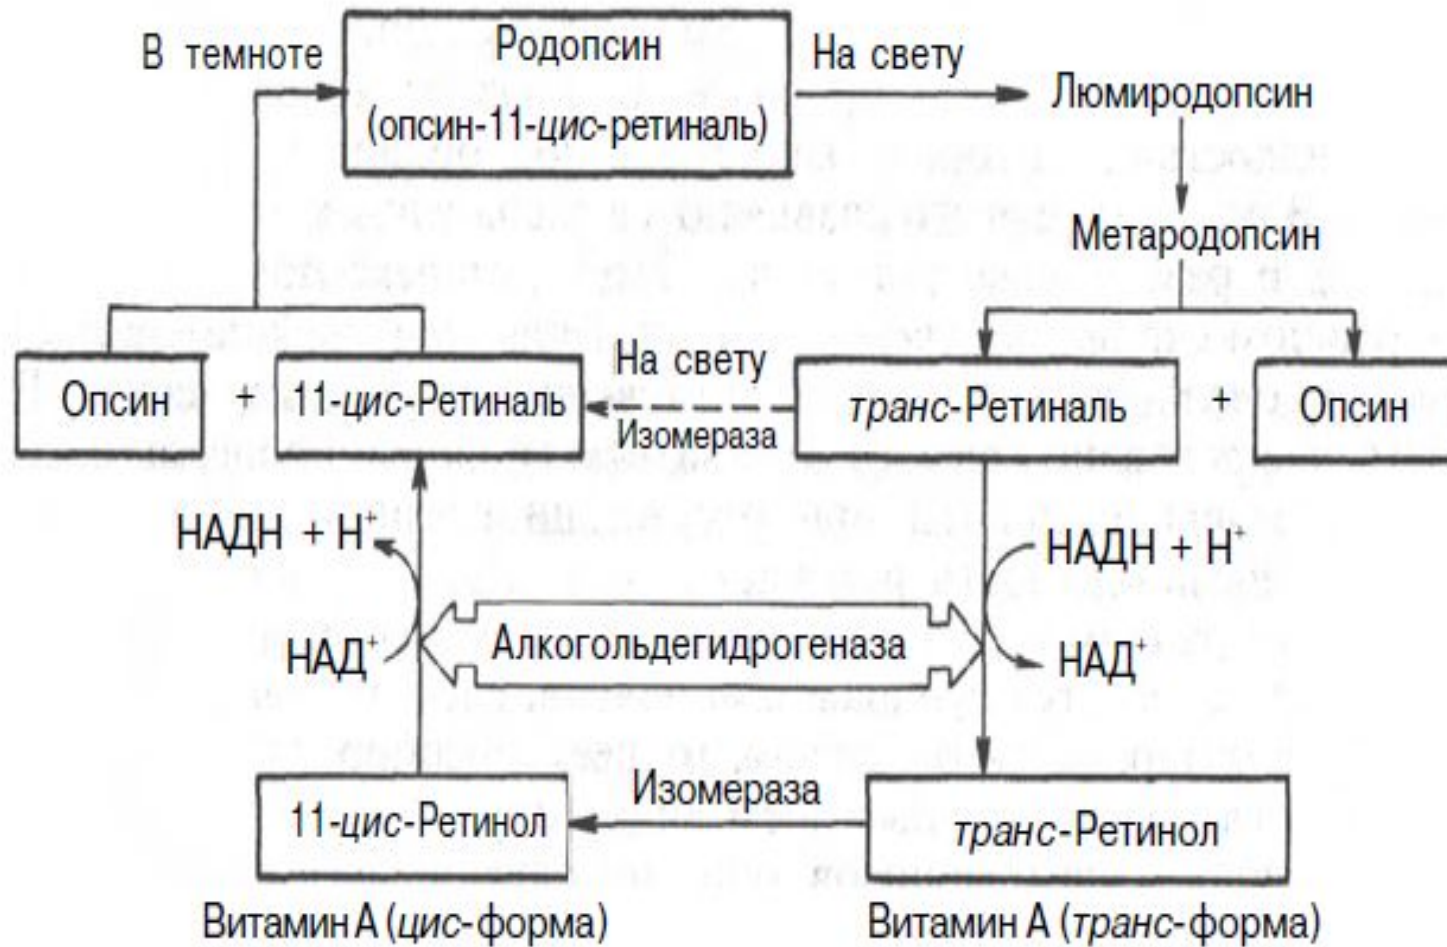 В темноте
Родопсин
(опсин-11-цис-ретиналь)
На свету
Люмиродопсин
Метародопсин
Опсин
+
11-цис-Ретиналь
На свету
Изомераза
транс-Ретиналь
+
Опсин
НАДН + Н⁺
НАД⁺
Алкогольдегидрогеназа
НАДН + Н⁺
НАД⁺
11-цис-Ретинол
Изомераза
транс-Ретинол
Витамин А (цис-форма)
Витамин А (транс-форма)